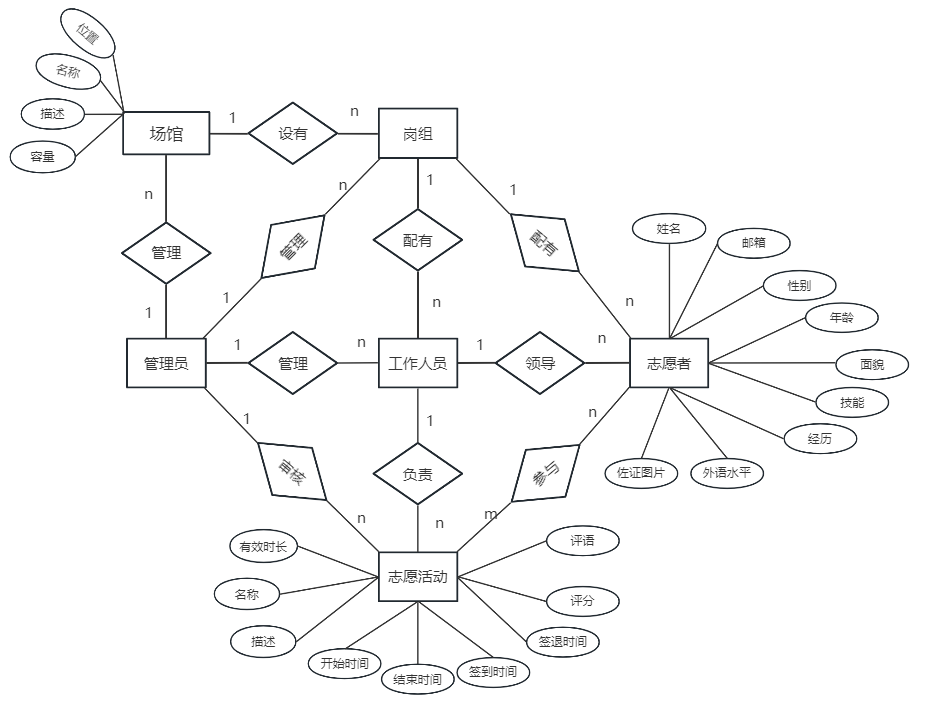 位置
名称
描述
容量
场馆
1
设有
n
岗组
n
管理
1
n
管理
1
1
配有
n
1
配有
n
姓名
邮箱
性别
年龄
面貌
技能
经历
外语水平
佐证图片
管理员
1
管理
n
工作人员
1
领导
n
志愿者
1
审核
n
1
负责
n
n
参与
m
志愿活动
有效时长
名称
描述
开始时间
结束时间
签到时间
签退时间
评分
评语